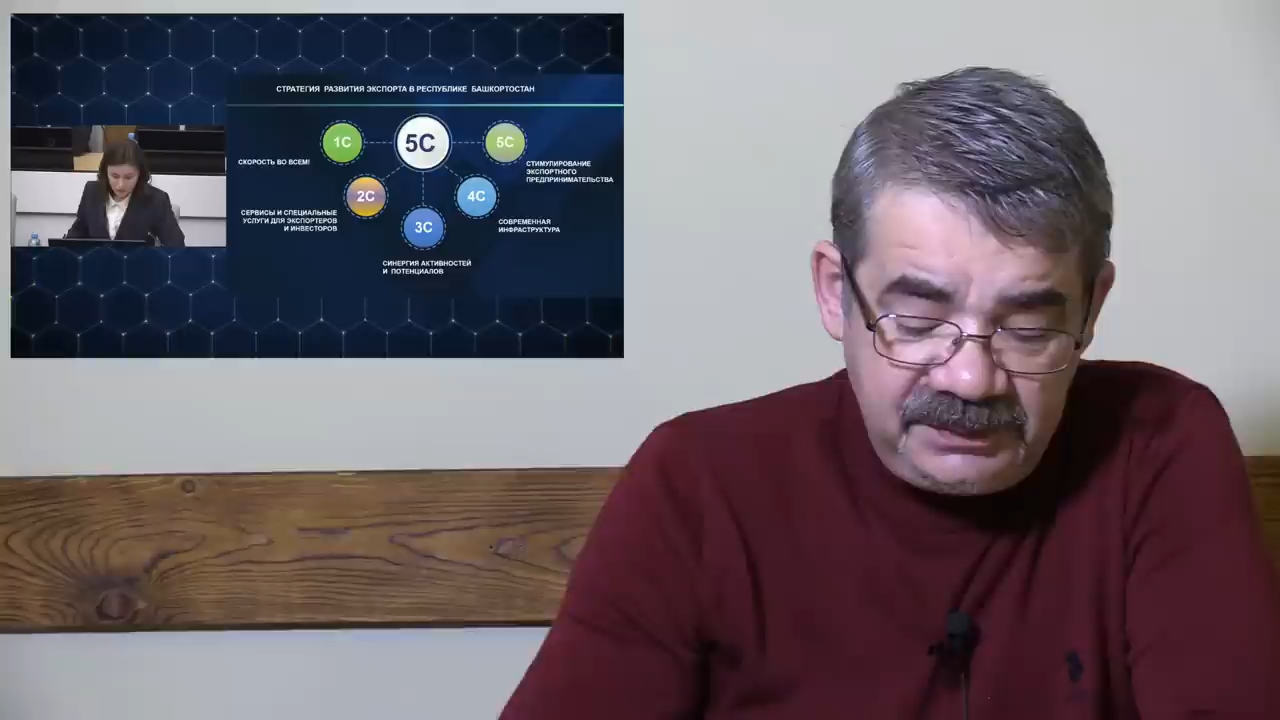 СТРАТЕГИЯ РАЗВИТИЯ ЭКСПОРТА В РЕСПУБЛИКЕ БАШКОРТОСТАН
1С
5С
5С
СКОРОСТЬ ВО ВСЕМ!
СТИМУЛИРОВАНИЕ
ЭКСПОРТНОГО
ПРЕДПРИНИМАТЕЛЬСТВА
2С
4С
СЕРВИСЫ И СПЕЦИАЛЬНЫЕ
УСЛУГИ ДЛЯ ЭКСПОРТЕРОВ
И ИНВЕСТОРОВ
3С
СОВРЕМЕННАЯ
ИНФРАСТРУКТУРА
СИНЕРГИЯ АКТИВНОСТЕЙ
И ПОТЕНЦИАЛОВ